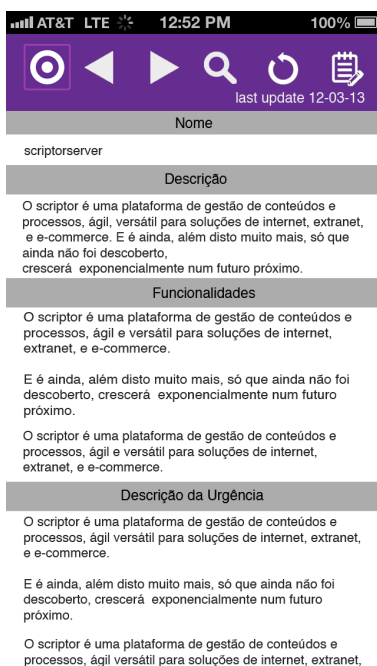 AT&T LTE 12:52 PM 100%
last update 12-03-13
Nome
scriptorserver
Descrição
O scriptor é uma plataforma de gestão de conteúdos e
processos, ágil, versátil para soluções de internet, extranet,
e e-commerce. E é ainda, além disto muito mais, só que
ainda não foi descoberto,
crescerá exponencialmente num futuro próximo.
Funcionalidades
O scriptor é uma plataforma de gestão de conteúdos e
processos, ágil e versátil para soluções de internet,
extranet, e e-commerce.
E é ainda, além disto muito mais, só que ainda não foi
descoberto, crescerá exponencialmente num futuro
próximo.
O scriptor é uma plataforma de gestão de conteúdos e
processos, ágil e versátil para soluções de internet,
extranet, e e-commerce.
Descrição da Urgência
O scriptor é uma plataforma de gestão de conteúdos e
processos, ágil versátil para soluções de internet, extranet,
e e-commerce.
E é ainda, além disto muito mais, só que ainda não foi
descoberto, crescerá exponencialmente num futuro
próximo.
O scriptor é uma plataforma de gestão de conteúdos e
processos, ágil versátil para soluções de internet, extranet,